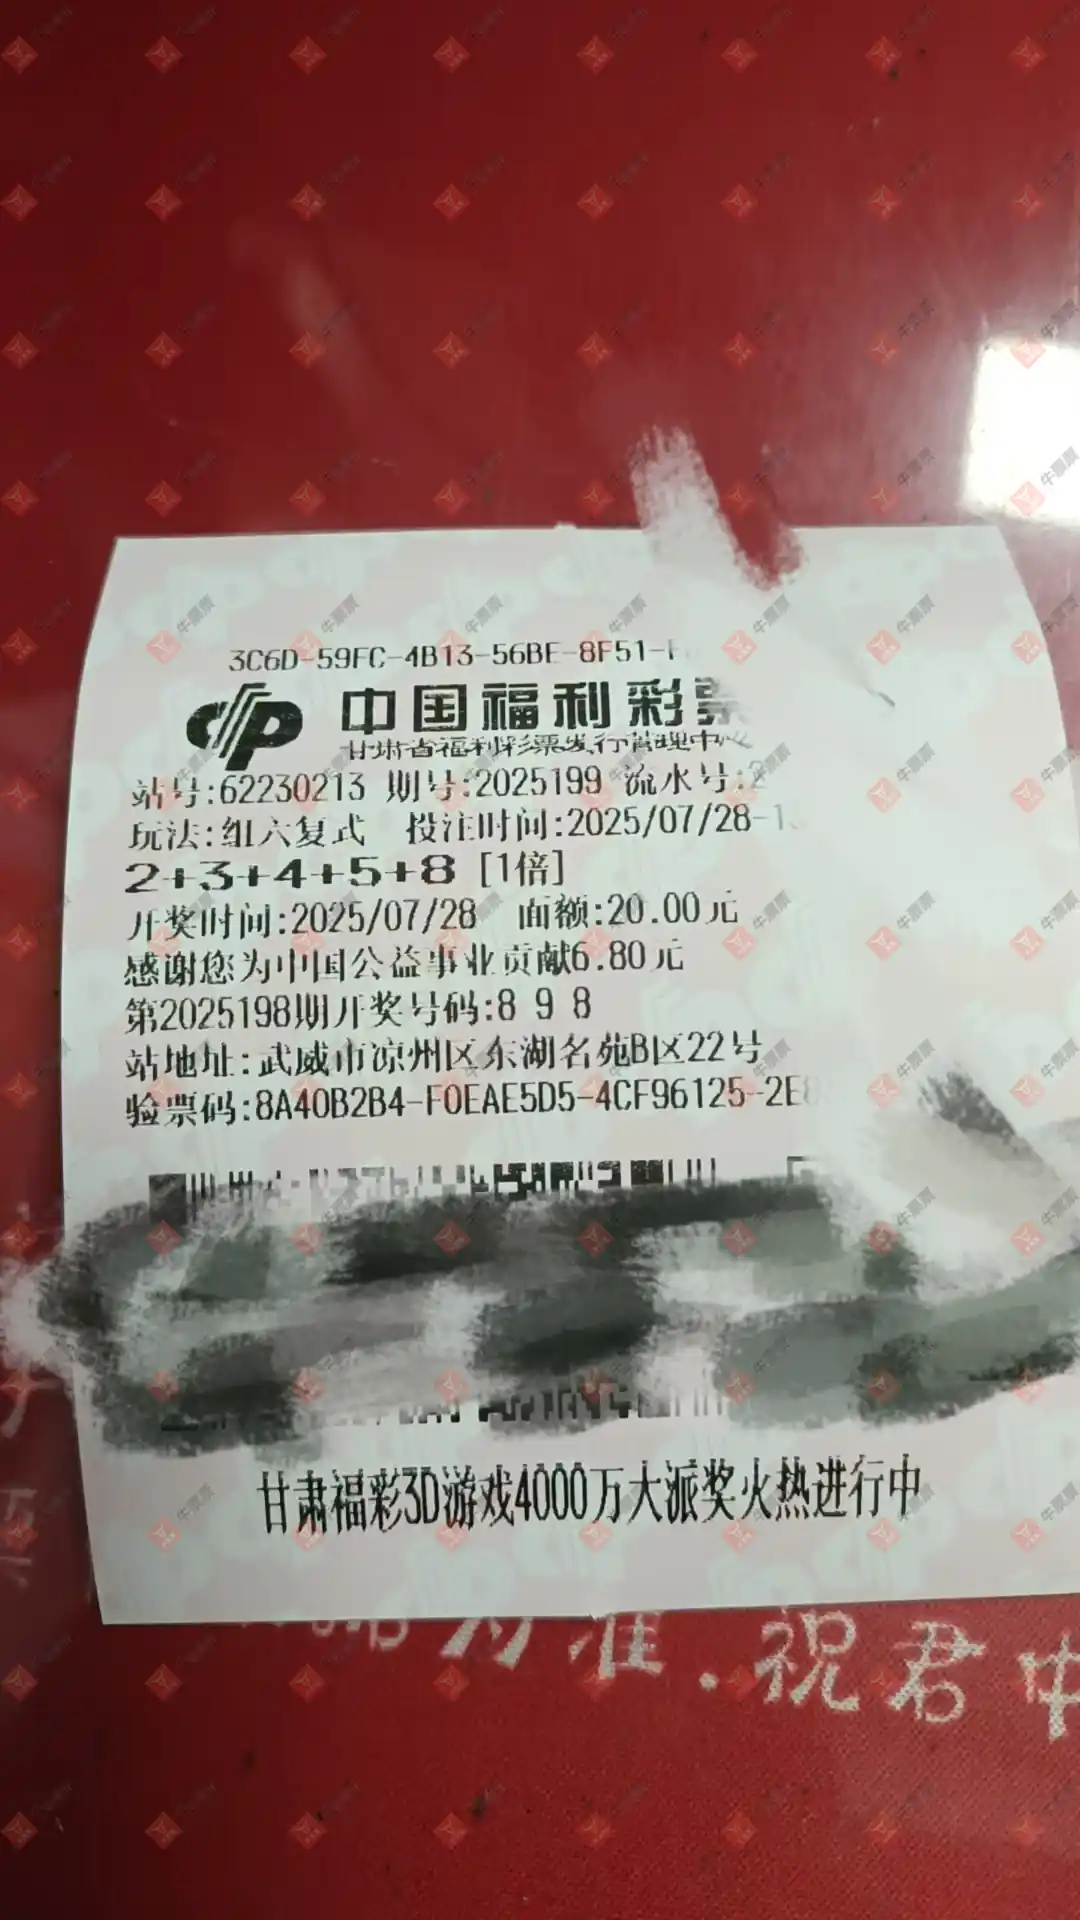 3C6D-59FC-4B13-56BE-8F51-
中国福利彩票
甘肃省福利彩票发行管理中心
站号:62230213 期号:2025199 流水号:2
玩法:组六复式 投注时间:2025/07/28-1
2+3+4+5+8 [1倍]
开奖时间:2025/07/28 面额:20.00元
感谢您为中国公益事业贡献6.80元
第2025198期开奖号码:8 9 8
站地址:武威市凉州区东湖名苑B区22号
验票码:8A40B2B4-F0EAE5D5-4CF96125-2E
甘肃福彩3D游戏4000万大派奖火热进行中
为准.祝君中
牛票票